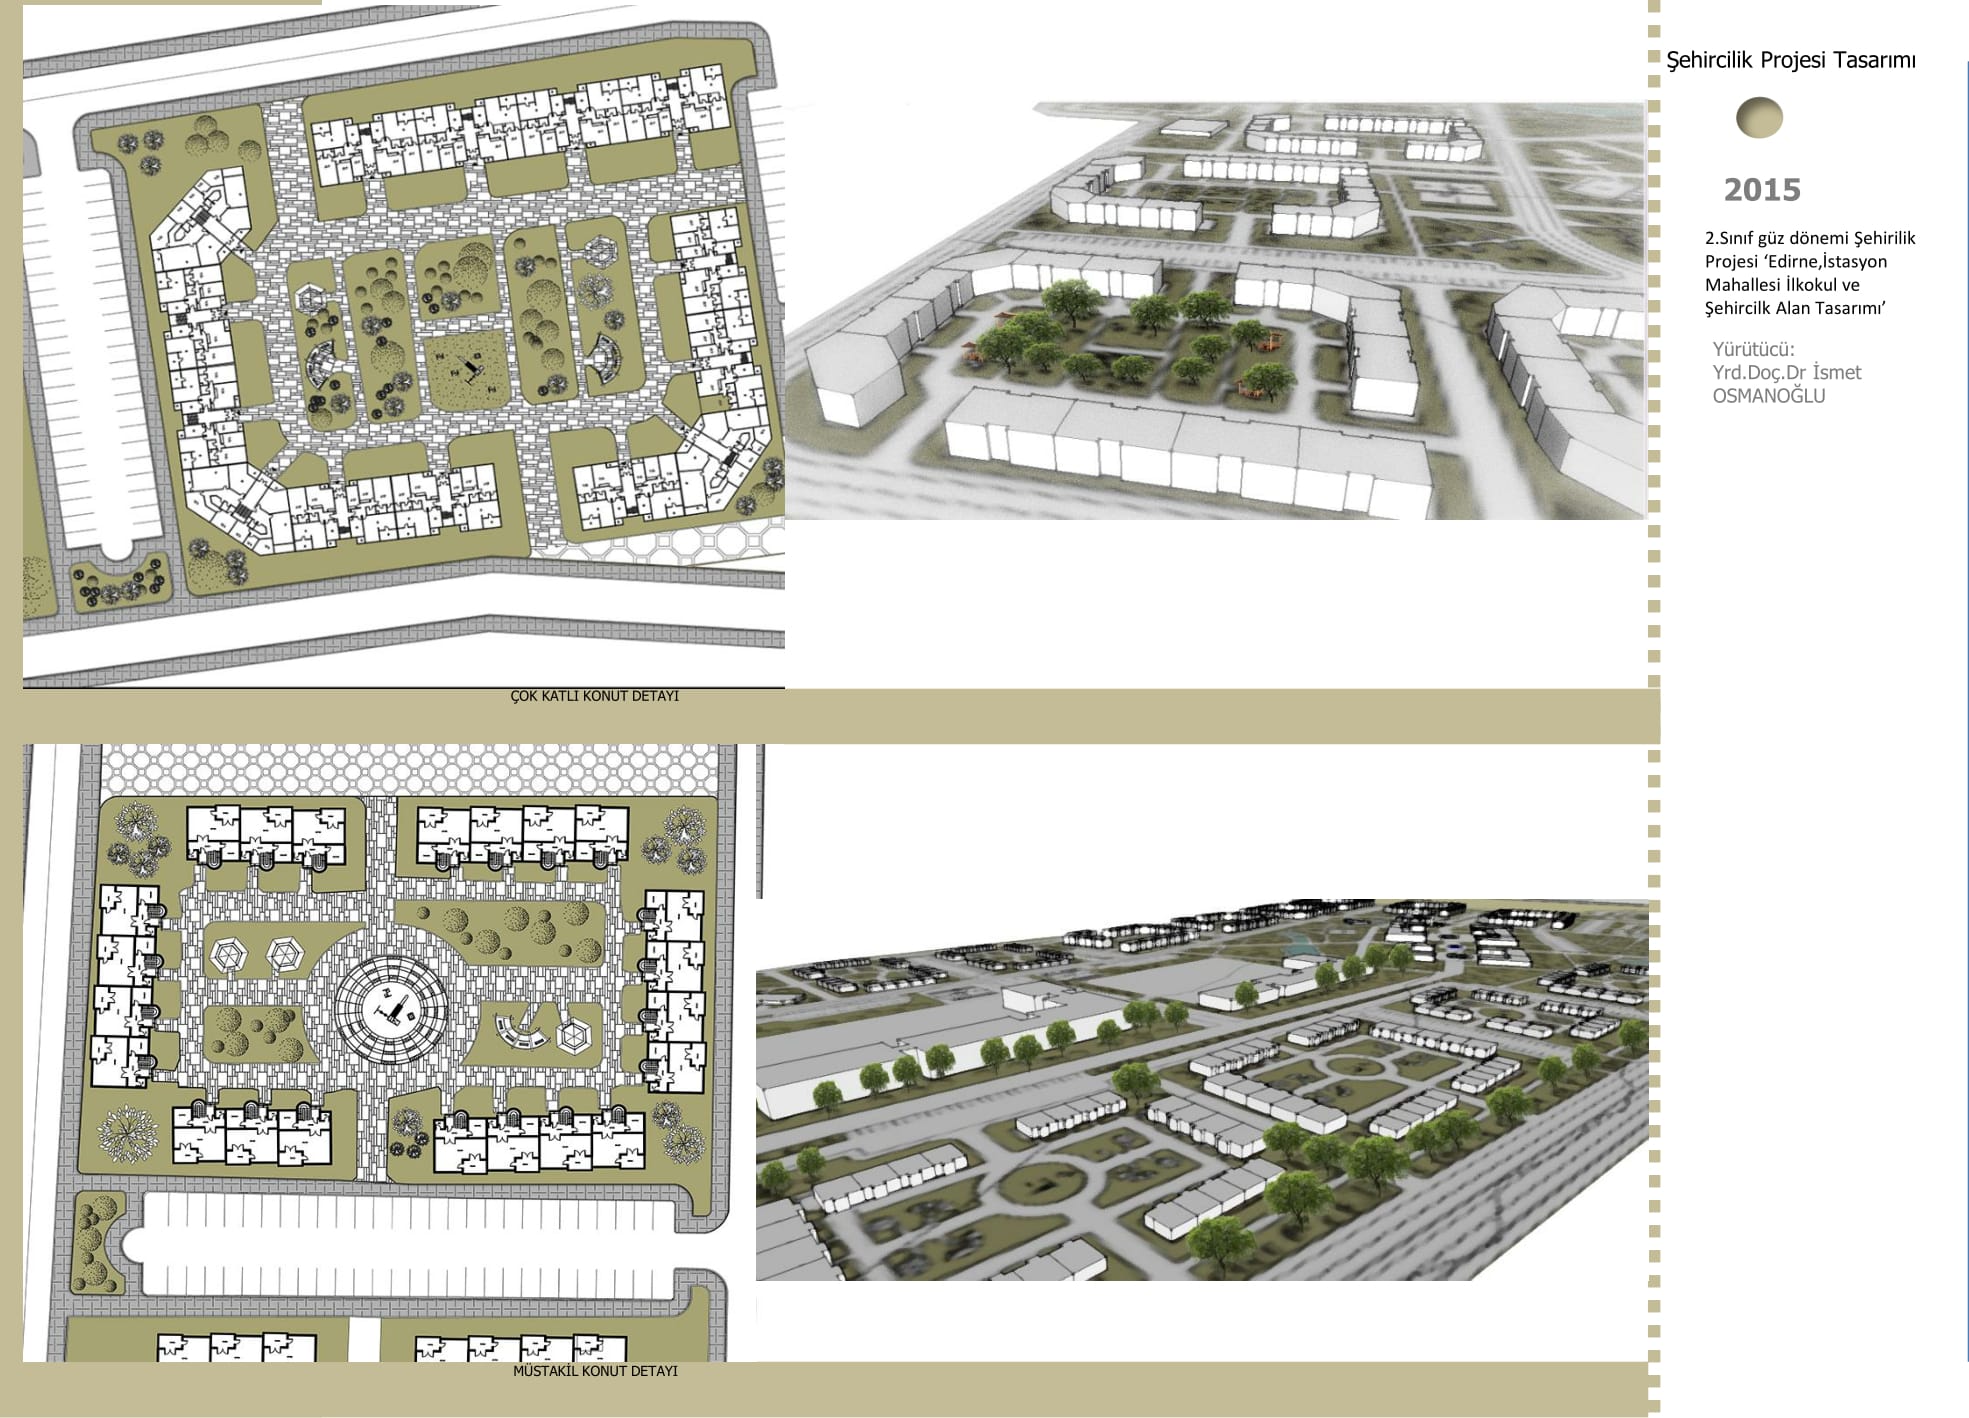 Şehircilik Projesi Tasarımı
2015
2.Sınıf güz dönemi Şehirilik
Projesi ‘Edirne,İstasyon
Mahallesi İlkokul ve
Şehircilk Alan Tasarımı’
Yürütücü:
Yrd.Doç.Dr İsmet
OSMANOĞLU
ÇOK KATLI KONUT DETAYI
MÜSTAKİL KONUT DETAYI